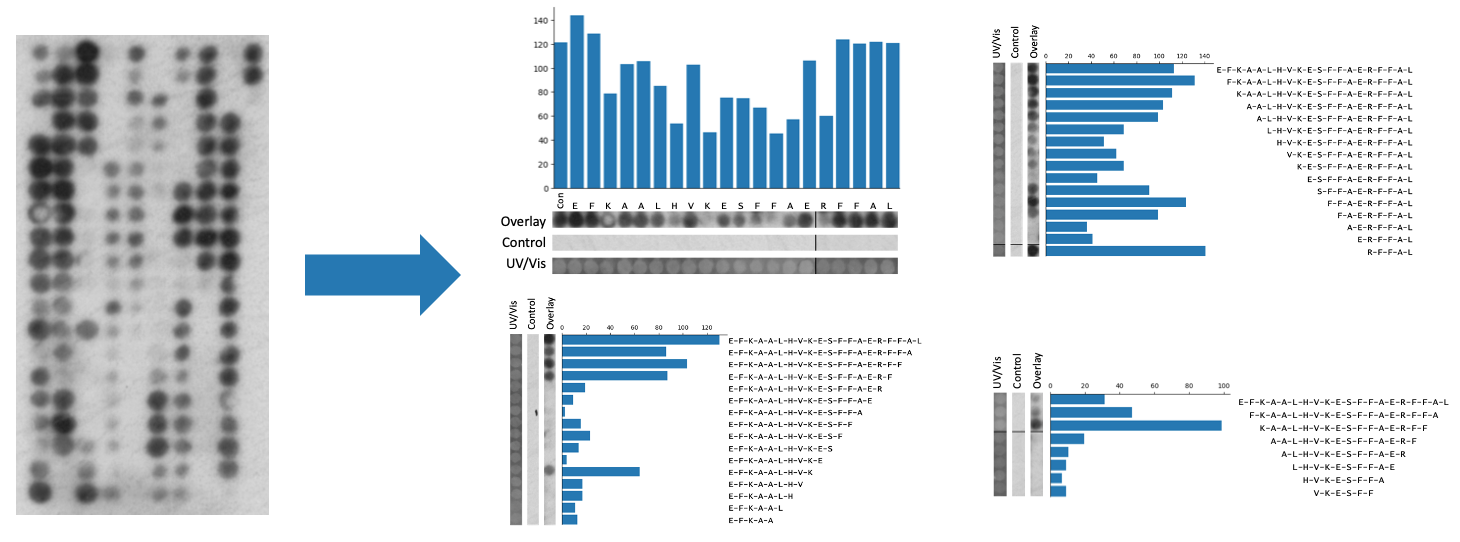 140
120
100
80
60
40
20
0
Con E F K A A L H V K E S F F A E R F F A L
Overlay
Control
UV/Vis
UV/Vis Control Overlay
0 20 40 60 80 100 120
E-F-K-A-A-L-H-V-K-E-S-F-F-A-E-R-F-F-A-L
E-F-K-A-A-L-H-V-K-E-S-F-F-A-E-R-F-F-A
E-F-K-A-A-L-H-V-K-E-S-F-F-A-E-R-F-F
E-F-K-A-A-L-H-V-K-E-S-F-F-A-E-R-F
E-F-K-A-A-L-H-V-K-E-S-F-F-A-E-R
E-F-K-A-A-L-H-V-K-E-S-F-F-A-E
E-F-K-A-A-L-H-V-K-E-S-F-F-A
E-F-K-A-A-L-H-V-K-E-S-F-F
E-F-K-A-A-L-H-V-K-E-S-F
E-F-K-A-A-L-H-V-K-E-S
E-F-K-A-A-L-H-V-K-E
E-F-K-A-A-L-H-V-K
E-F-K-A-A-L-H-V
E-F-K-A-A-L-H
E-F-K-A-A-L
E-F-K-A-A
UV/Vis Control Overlay
0 20 40 60 80 100 120 140
E-F-K-A-A-L-H-V-K-E-S-F-F-A-E-R-F-F-A-L
F-K-A-A-L-H-V-K-E-S-F-F-A-E-R-F-F-A-L
K-A-A-L-H-V-K-E-S-F-F-A-E-R-F-F-A-L
A-A-L-H-V-K-E-S-F-F-A-E-R-F-F-A-L
A-L-H-V-K-E-S-F-F-A-E-R-F-F-A-L
L-H-V-K-E-S-F-F-A-E-R-F-F-A-L
H-V-K-E-S-F-F-A-E-R-F-F-A-L
V-K-E-S-F-F-A-E-R-F-F-A-L
K-E-S-F-F-A-E-R-F-F-A-L
E-S-F-F-A-E-R-F-F-A-L
S-F-F-A-E-R-F-F-A-L
F-F-A-E-R-F-F-A-L
F-A-E-R-F-F-A-L
A-E-R-F-F-A-L
E-R-F-F-A-L
R-F-F-A-L
UV/Vis Control Overlay
0 20 40 60 80 100
E-F-K-A-A-L-H-V-K-E-S-F-F-A-E-R-F-F-A-L
F-K-A-A-L-H-V-K-E-S-F-F-A-E-R-F-F-A
K-A-A-L-H-V-K-E-S-F-F-A-E-R-F-F
A-A-L-H-V-K-E-S-F-F-A-E-R-F
A-L-H-V-K-E-S-F-F-A-E-R
L-H-V-K-E-S-F-F-A-E
H-V-K-E-S-F-F-A
V-K-E-S-F-F